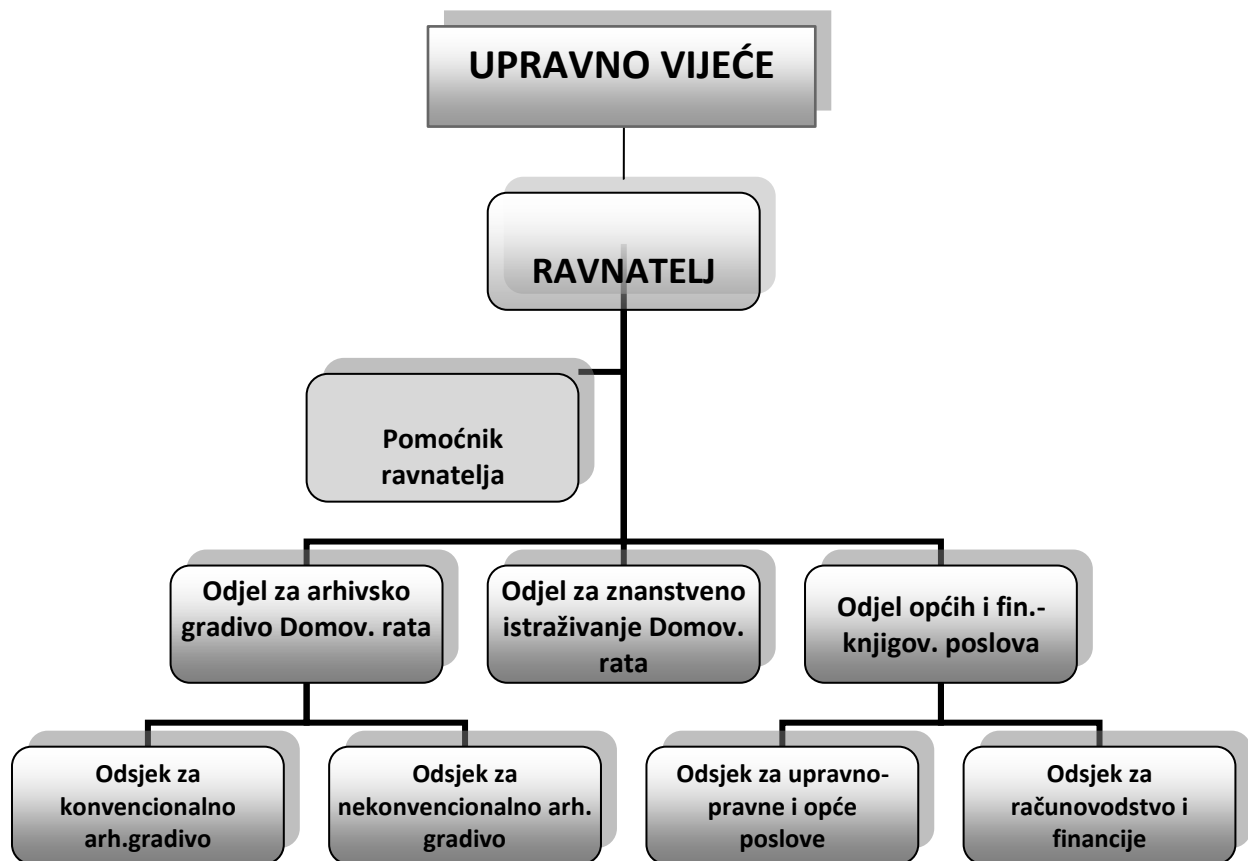 UPRAVNO VIJEĆE
RAVNATELJ
Pomoćnik
ravnatelja
Odjel za arhivsko
gradivo Domov. rata
Odjel za znanstveno
istraživanje Domov.
rata
Odjel općih i fin.-
knjigov. poslova
Odsjek za
konvencionalno
arh.gradivo
Odsjek za
nekonvencionalno arh.
gradivo
Odsjek za upravno-
pravne i opće
poslove
Odsjek za
računovodstvo i
financije